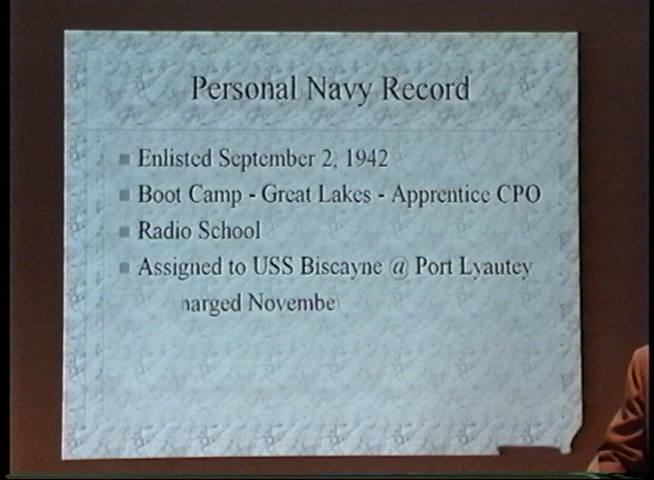 Personal Navy Record
Enlisted September 2, 1942
Boot Camp - Great Lakes - Apprentice CPO
Radio School
Assigned to USS Biscayne @ Port Lyautey
harged Novembe